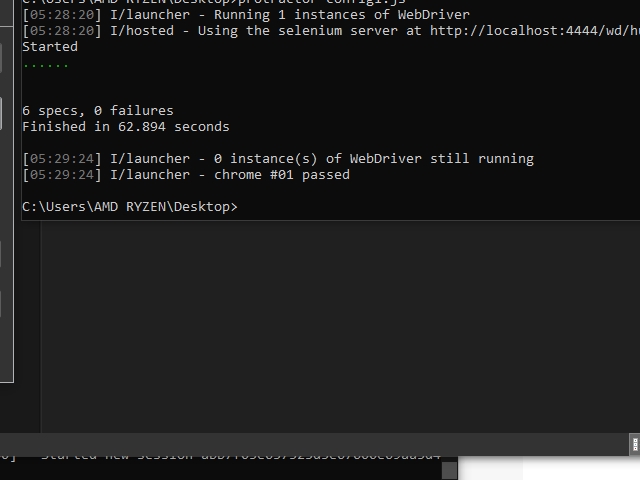 C:\Users\AMD RYZEN\Desktop>protractor config1.js
[05:28:20] I/launcher - Running 1 instances of WebDriver
[05:28:20] I/hosted - Using the selenium server at http://localhost:4444/wd/hu
Started
......
6 specs, 0 failures
Finished in 62.894 seconds
[05:29:24] I/launcher - 0 instance(s) of WebDriver still running
[05:29:24] I/launcher - chrome #01 passed
C:\Users\AMD RYZEN\Desktop>
Started new session